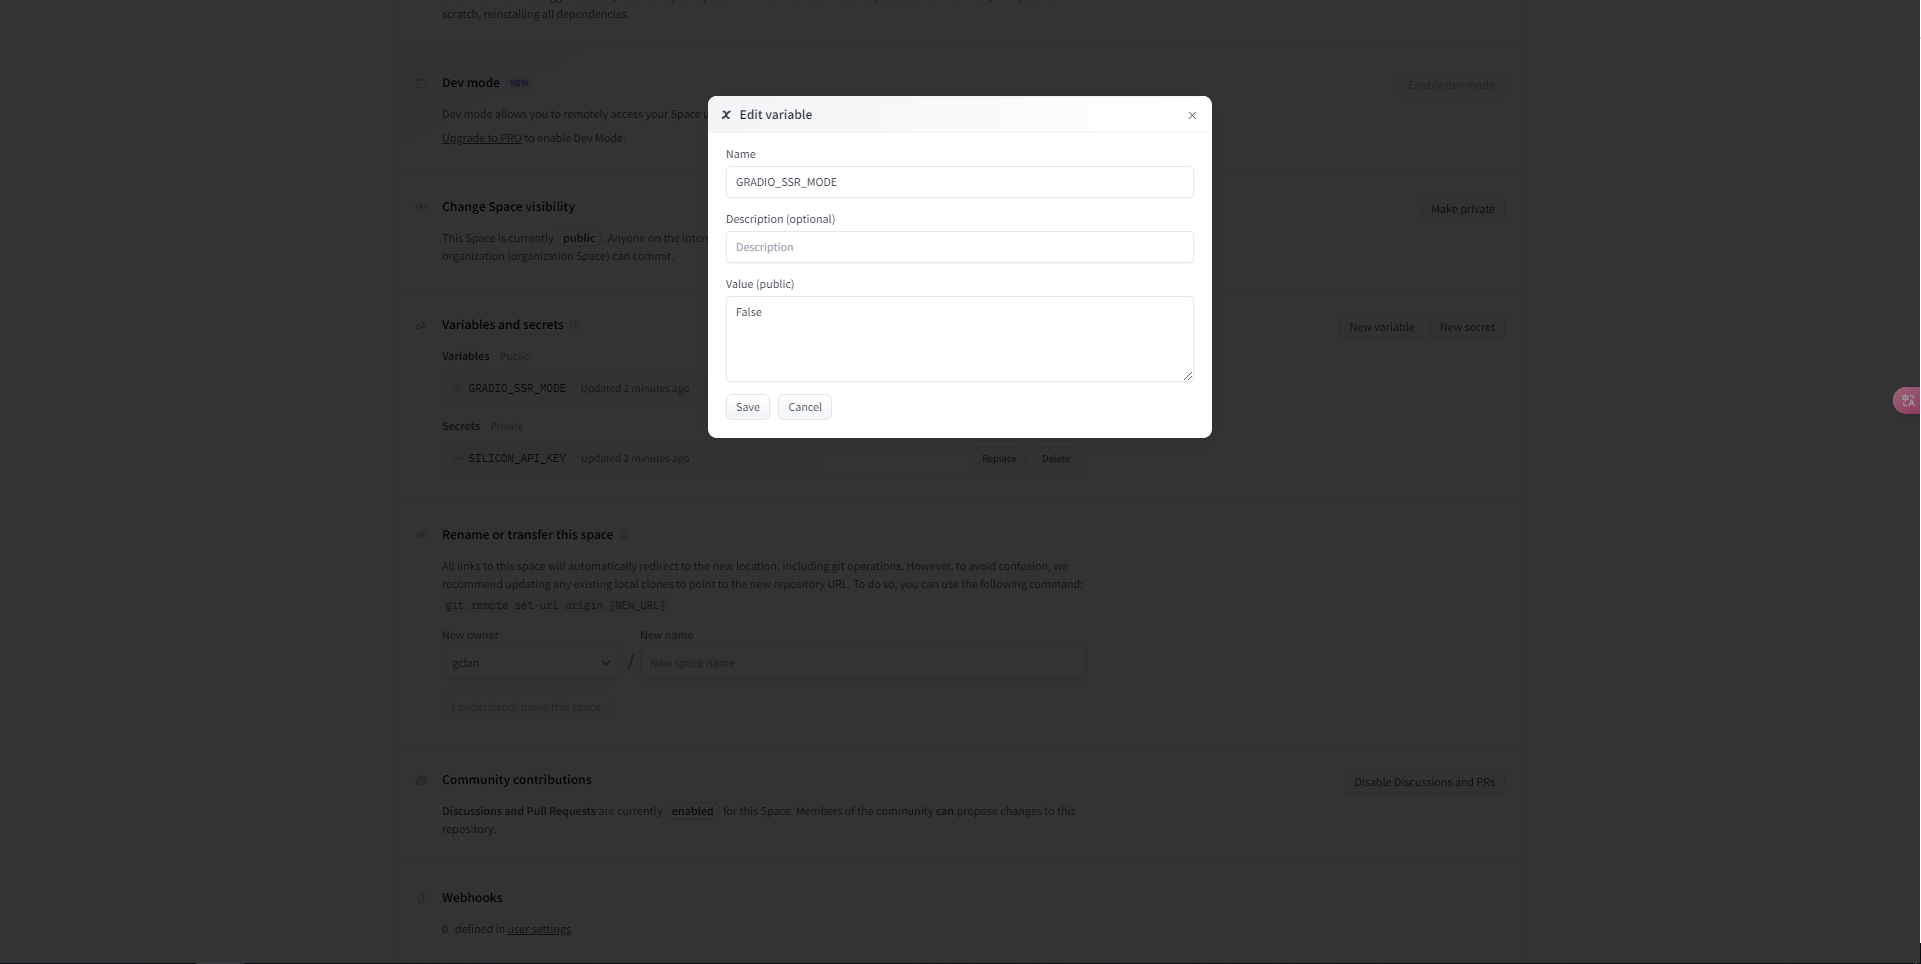 scratch, reinstalling all dependencies.
Dev mode NEW
Enable dev mode
Dev mode allows you to remotely access your Space
Upgrade to PRO to enable Dev Mode.
Change Space visibility
Make private
This Space is currently public . Anyone on the
organization (organization Space) can commit.
Variables and secrets
New variable
New secret
Variables Public
GRADIO_SSR_MODE · Updated 2 minutes ago
Secrets Private
SILICON_API_KEY · Updated 2 minutes ago
Replace
Delete
Edit variable
Name
GRADIO_SSR_MODE
Description (optional)
Description
Value (public)
False
Save
Cancel
Rename or transfer this space
All links to this space will automatically redirect to the new location, including git operations. However, to avoid confusion, we
recommend updating any existing local clones to point to the new repository URL. To do so, you can use the following command:
git remote set-url origin {NEW_URL}
New owner
New name
gcfan
/
New space name
I understand, move this space
Community contributions
Disable Discussions and PRs
Discussions and Pull Requests are currently enabled for this Space. Members of the community can propose changes to this
repository.
Webhooks
0 defined in user settings